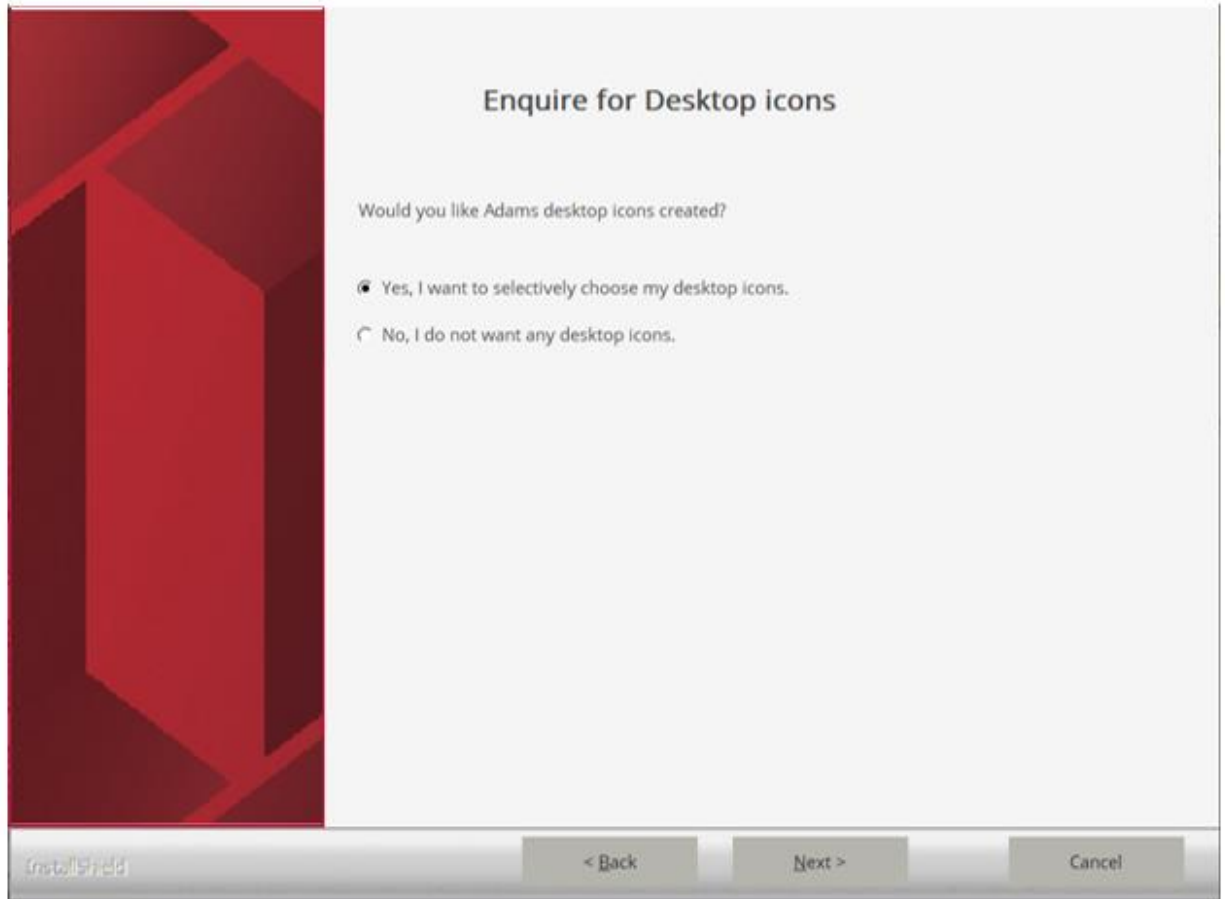 Enquire for Desktop icons
Would you like Adams desktop icons created?
Yes, I want to selectively choose my desktop icons.
No, I do not want any desktop icons.
InstallShield
< Back
Next >
Cancel